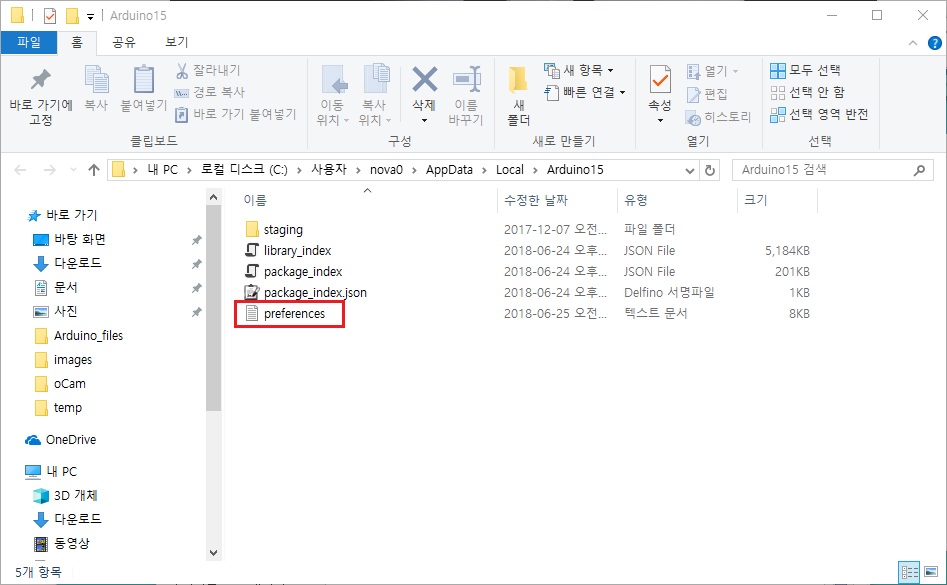 Arduino15
파일 홈 공유 보기
바로 가기에 고정
복사
붙여넣기
잘라내기
경로 복사
바로 가기 붙여넣기
클립보드
이동 위치
복사 위치
삭제
이름 바꾸기
구성
새 폴더
새 항목
빠른 연결
새로 만들기
속성
열기
편집
히스토리
열기
모두 선택
선택 안 함
선택 영역 반전
선택
내 PC > 로컬 디스크 (C:) > 사용자 > nova0 > AppData > Local > Arduino15
Arduino15 검색
바로 가기
바탕 화면
다운로드
문서
사진
Arduino_files
images
oCam
temp
OneDrive
내 PC
3D 개체
다운로드
동영상
이름 수정한 날짜 유형 크기
staging 2017-12-07 오전... 파일 폴더
library_index 2018-06-24 오후... JSON File 5,184KB
package_index 2018-06-24 오후... JSON File 201KB
package_index.json 2018-06-24 오후... Delfino 서명파일 1KB
preferences 2018-06-25 오전... 텍스트 문서 8KB
5개 항목